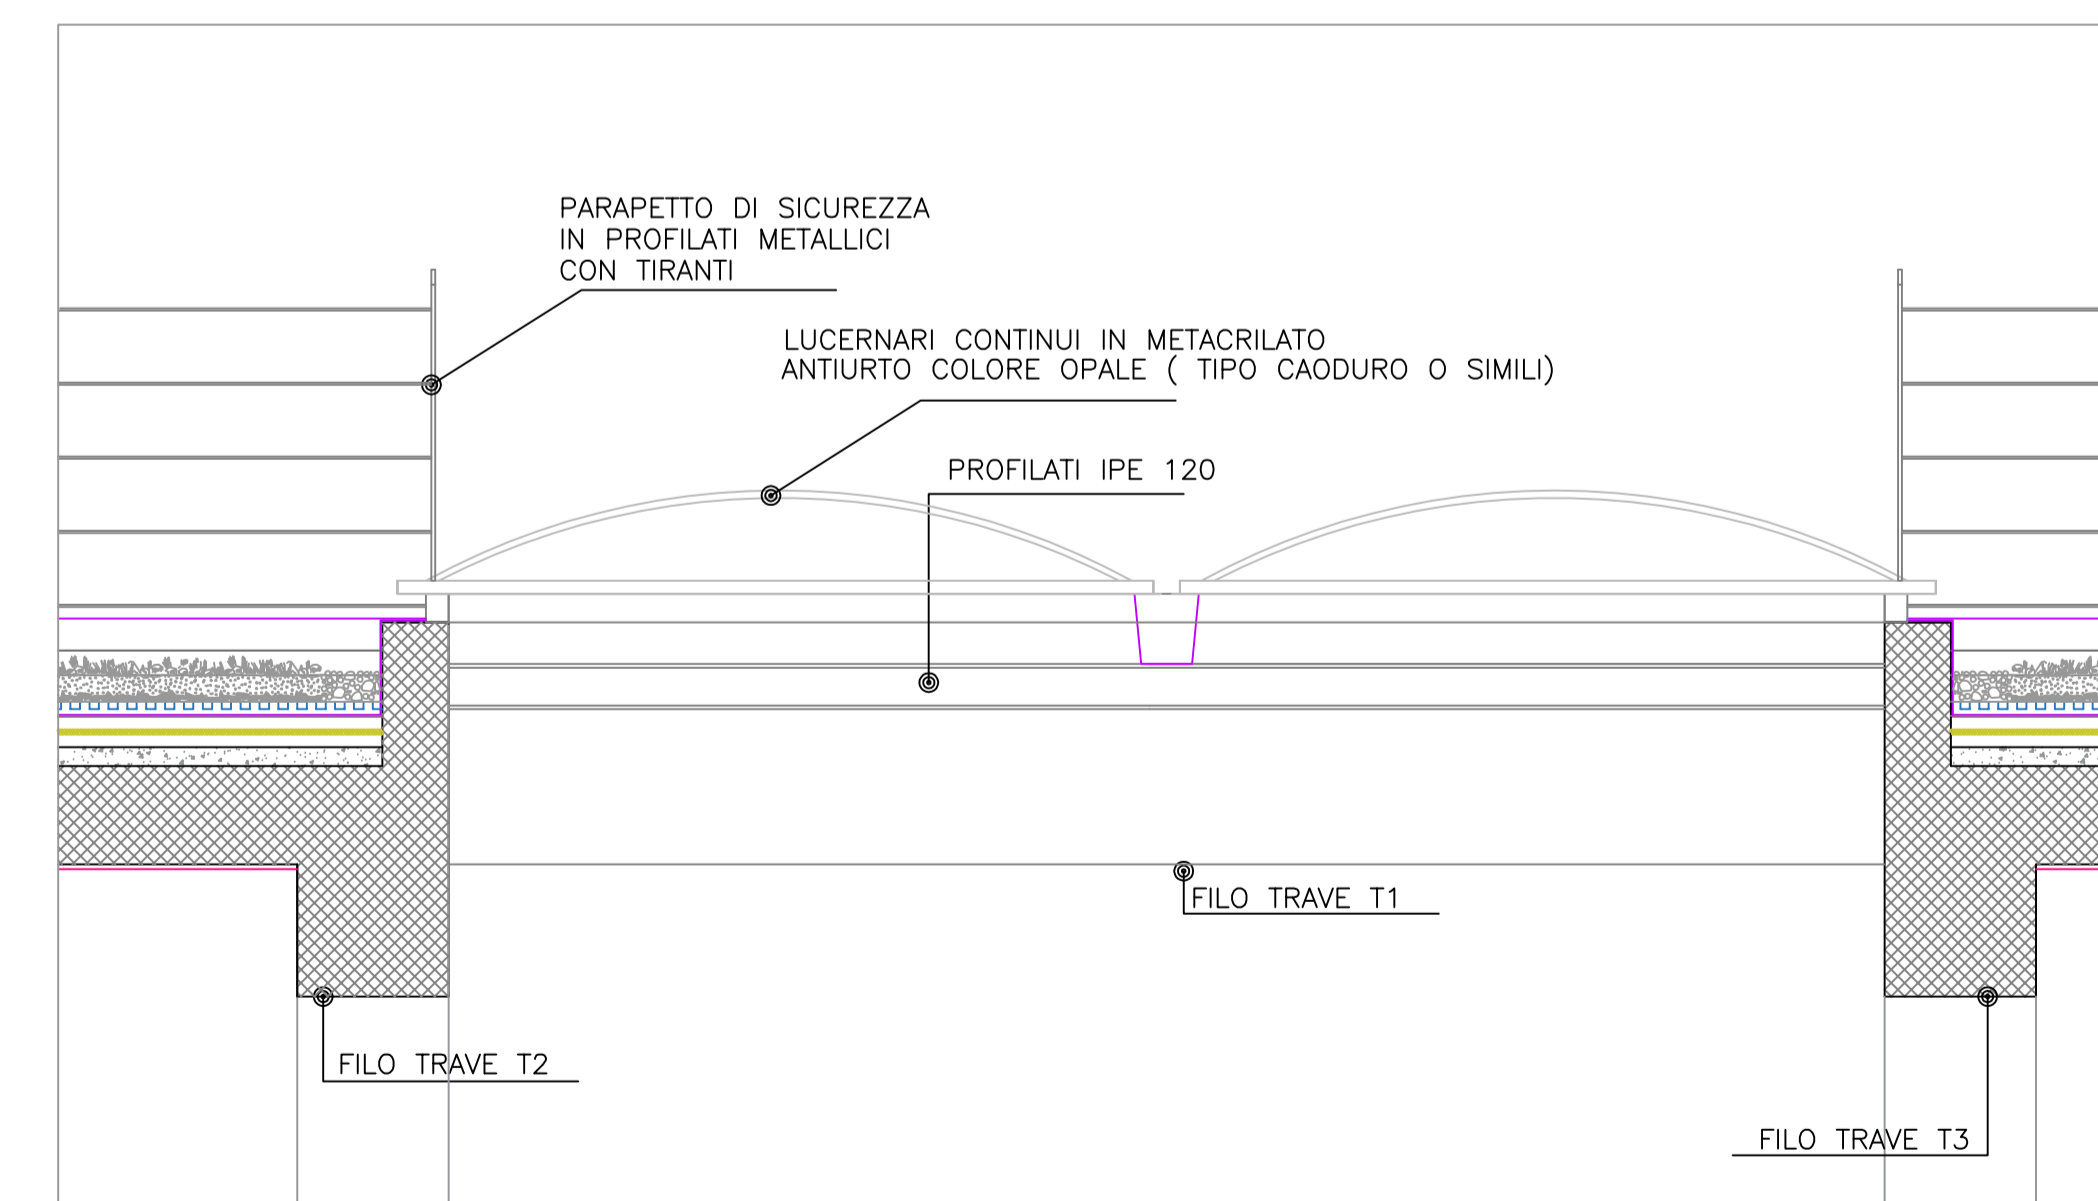 PARAPETTO DI SICUREZZA
IN PROFILATI METALLICI
CON TIRANTI
LUCERNARI CONTINUI IN METACRILATO
ANTIURTO COLORE OPALE ( TIPO CAODURO O SIMILI)
PROFILATI IPE 120
FILO TRAVE T1
FILO TRAVE T2
FILO TRAVE T3